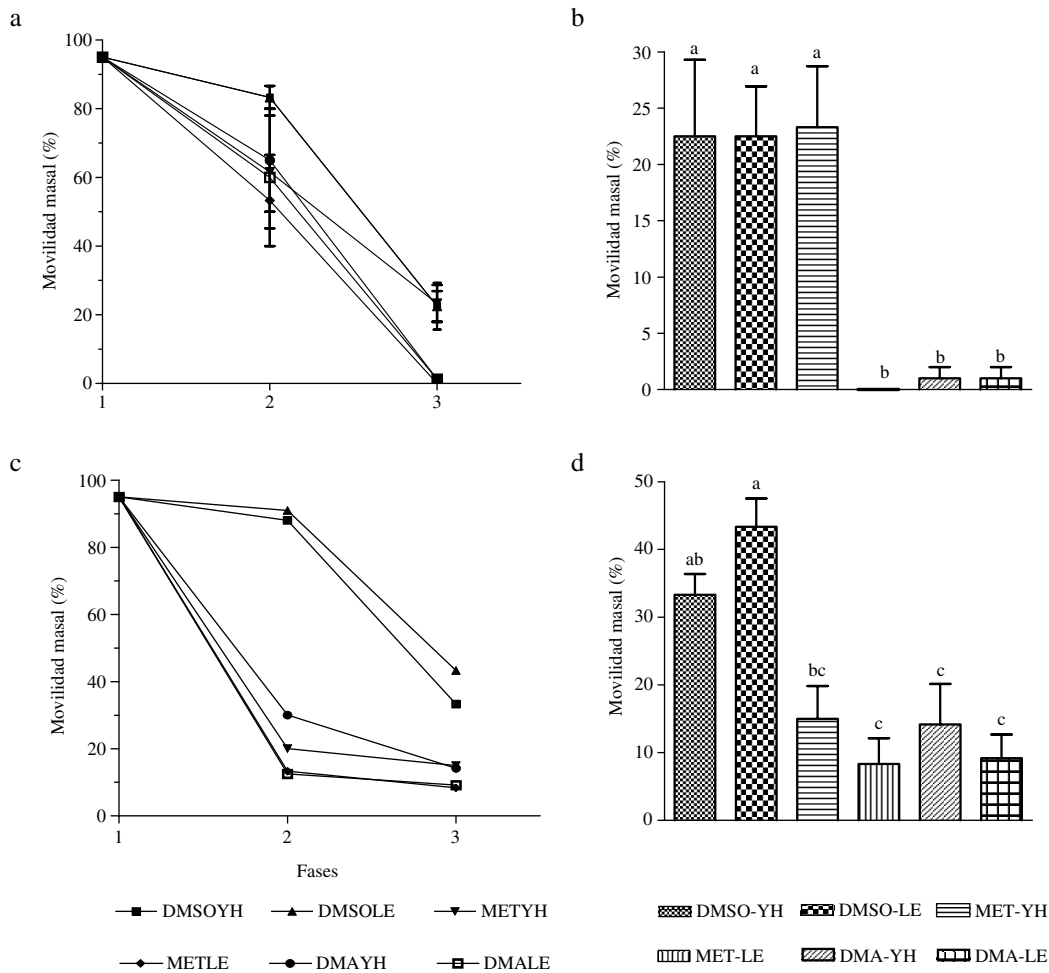 a
Movilidad masal (%)
100
80
60
40
20
0
1
2
3
b
Movilidad masal (%)
30
25
20
15
10
5
0
a
a
a
b
b
b
c
Movilidad masal (%)
100
80
60
40
20
0
1
2
3
Fases
d
Movilidad masal (%)
50
40
30
20
10
0
ab
a
bc
c
c
c
DMSOYH DMSOLE METYH
METLE DMAYH DMALE
DMSO-YH DMSO-LE MET-YH
MET-LE DMA-YH DMA-LE